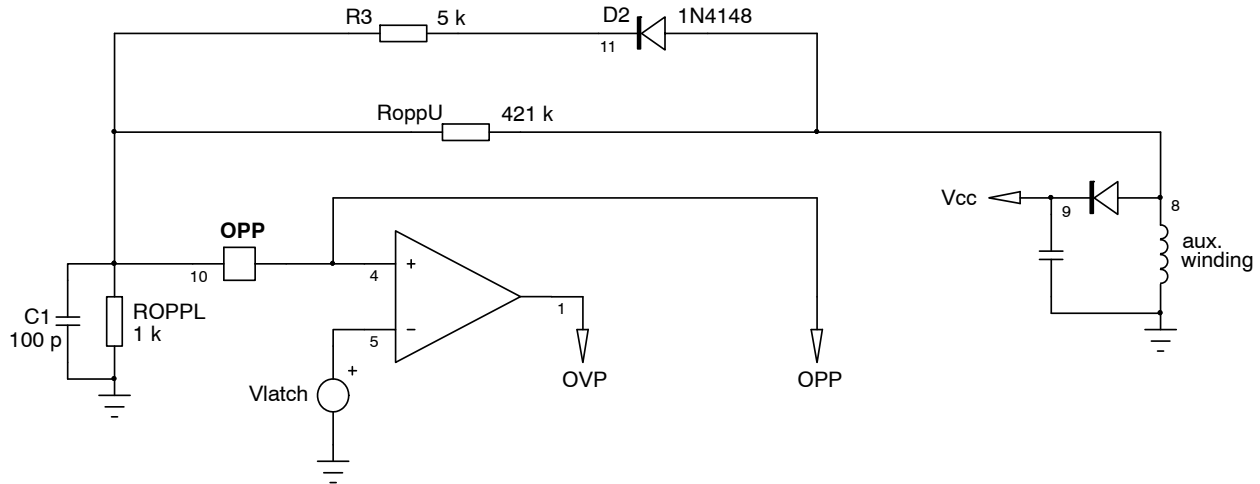 R3
5 k
D2
1N4148
11
RoppU
421 k
Vcc
9
8
aux.
winding
OPP
10
4
+
C1
100 p
ROPPL
1 k
1
5
−
+
Vlatch
OVP
OPP